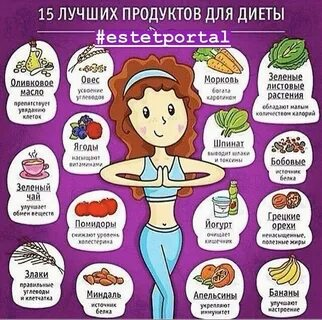 15 ЛУЧШИХ ПРОДУКТОВ ДЛЯ ДИЕТЫ
#estetportal
Оливковое
масло
препятствует
увяданию
клеток
Овес
усвоение
углеводов
Морковь
богата
каротином
Зеленые
листовые
растения
обладают малым
количеством калорий
Ягоды
насыщают
витаминами
Шпинат
выводит шлаки
и токсины
Зеленый
чай
улучшает
обмен веществ
Бобовые
источник
белка
Помидоры
снижают уровень
холестерина
Йогурт
очищает
кишечник
Грецкие
орехи
ненасыщенные,
полезные жиры
Злаки
правильные
углеводы
и клетчатка
Миндаль
источник
белка
Апельсины
укрепляют
иммунитет
Бананы
улучшают
настроение